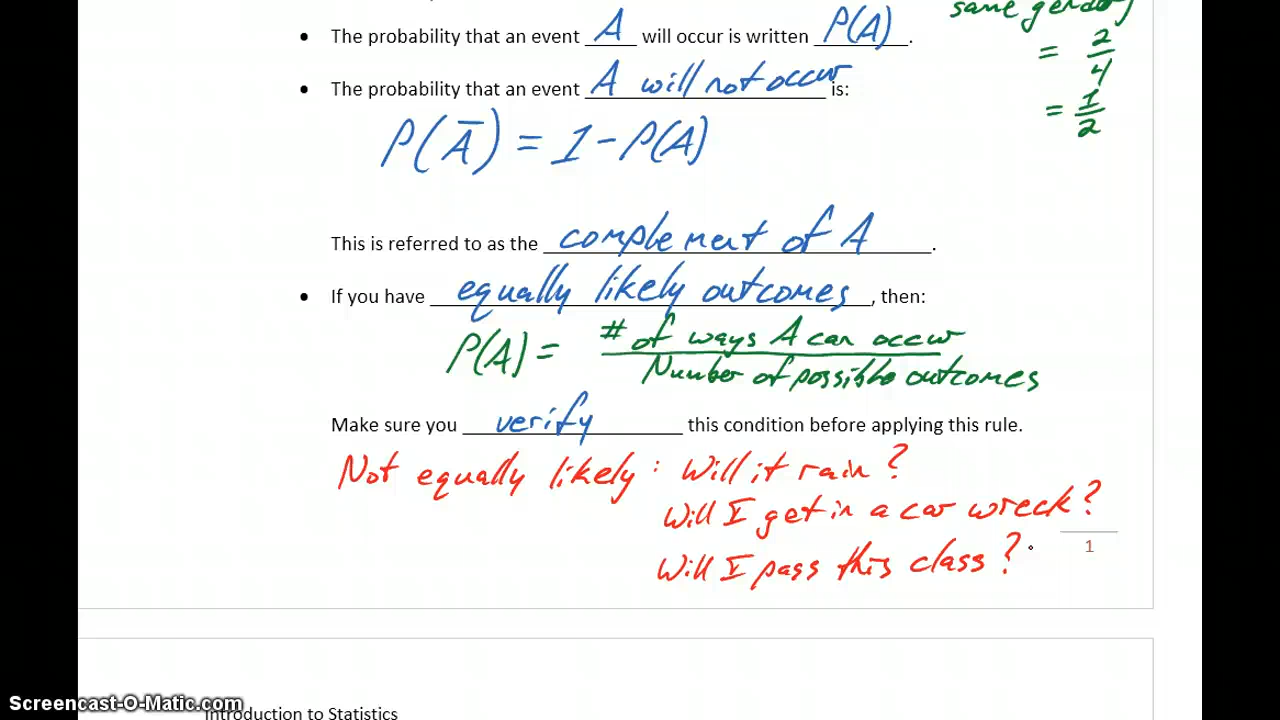 same gender)
• The probability that an event A will occur is written P(A).
= 2/4
• The probability that an event A will not occur is:
= 1/2
P(A̅) = 1 - P(A)
This is referred to as the complement of A.
• If you have equally likely outcomes, then:
P(A) = # of ways A can occur / Number of possible outcomes
Make sure you verify this condition before applying this rule.
Not equally likely: Will it rain?
Will I get in a car wreck?
Will I pass this class?
1
Screencast-O-Matic.com
Introduction to Statistics